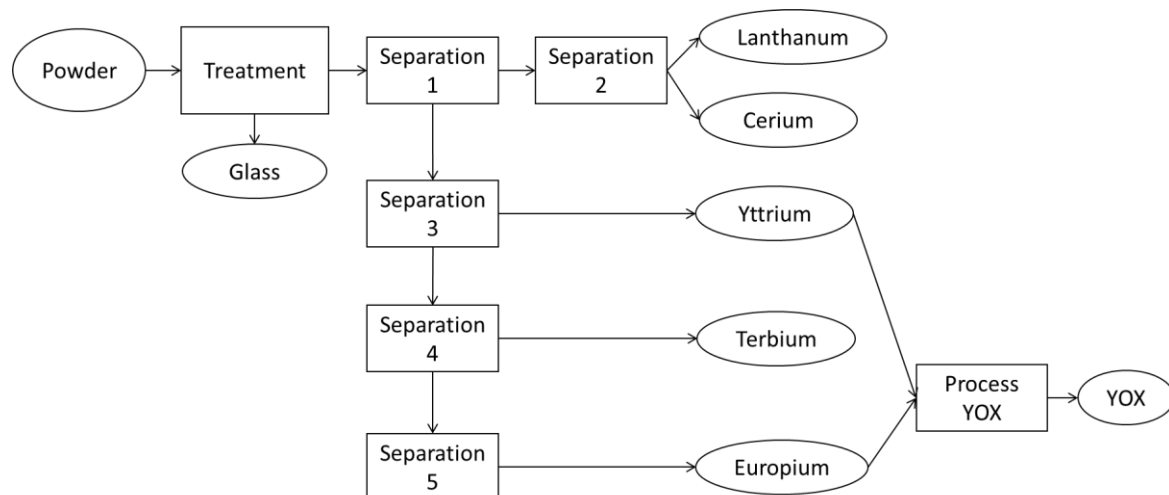 Powder
Treatment
Separation
1
Separation
2
Lanthanum
Cerium
Glass
Separation
3
Yttrium
Separation
4
Terbium
Process
YOX
YOX
Separation
5
Europium